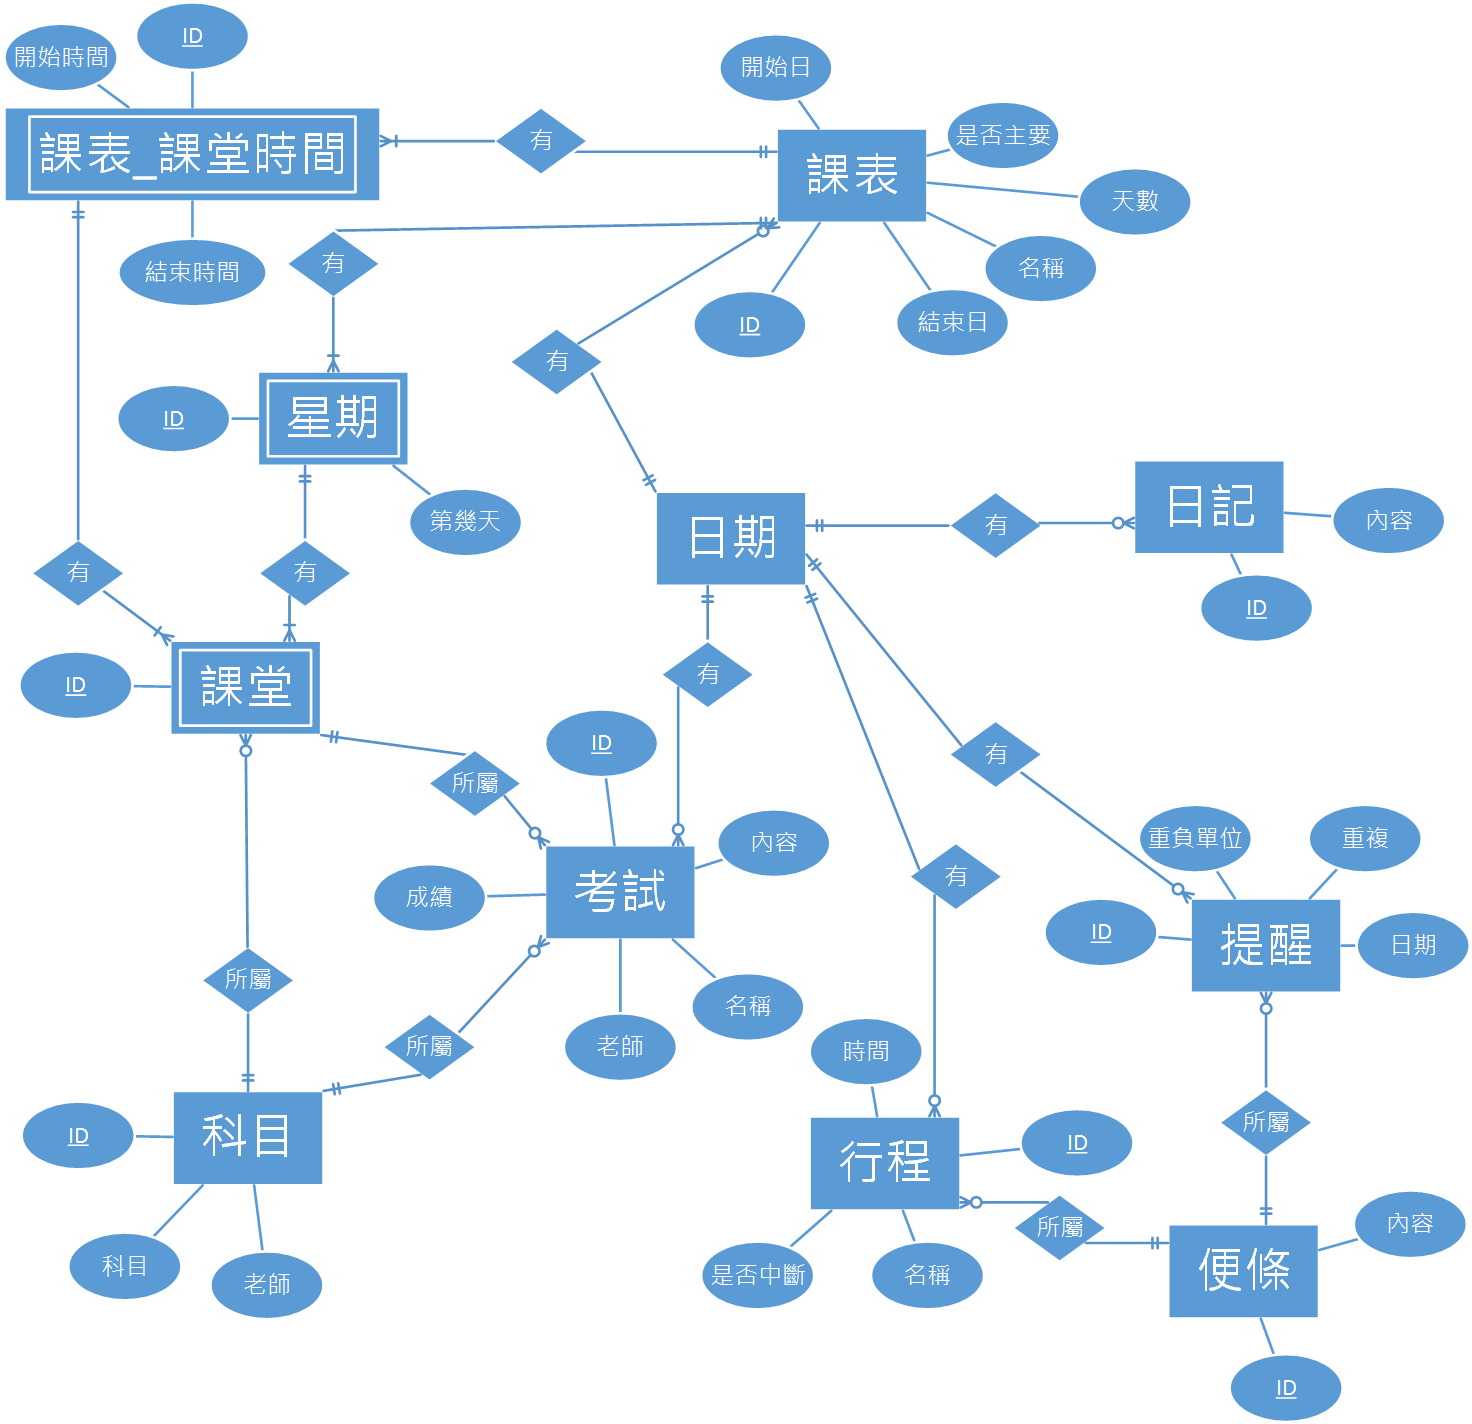 ID
開始時間
開始日
課表_課堂時間
有
是否主要
課表
天數
有
結束時間
名稱
ID
結束日
有
星期
ID
第幾天
日期
有
日記
內容
有
有
ID
有
課堂
ID
ID
有
所屬
重負單位
重複
內容
有
考試
成績
ID
提醒
日期
所屬
名稱
所屬
老師
時間
科目
ID
行程
ID
所屬
所屬
內容
科目
老師
是否中斷
名稱
便條
ID